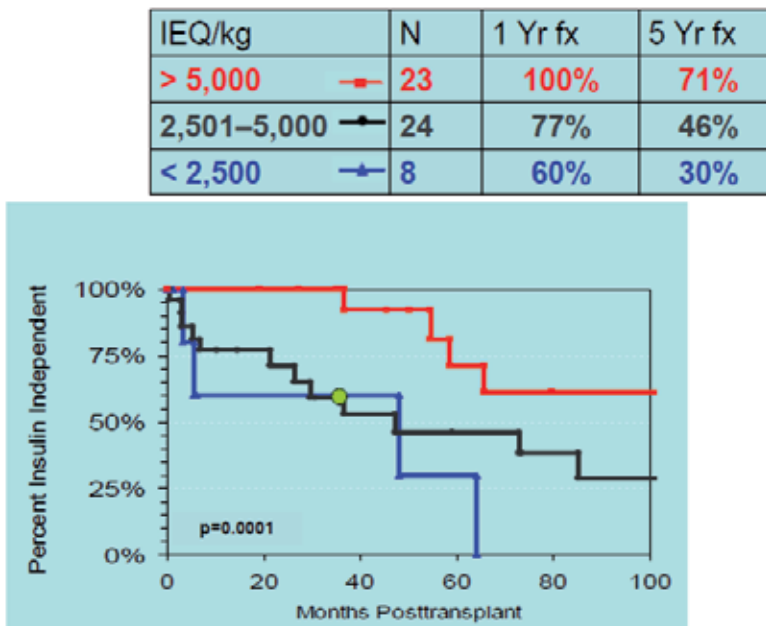 IEQ/kg N 1 Yr fx 5 Yr fx
> 5,000 23 100% 71%
2,501–5,000 24 77% 46%
< 2,500 8 60% 30%
100%
75%
50%
25%
0%
Percent Insulin Independent
p=0.0001
0 20 40 60 80 100
Months Posttransplant